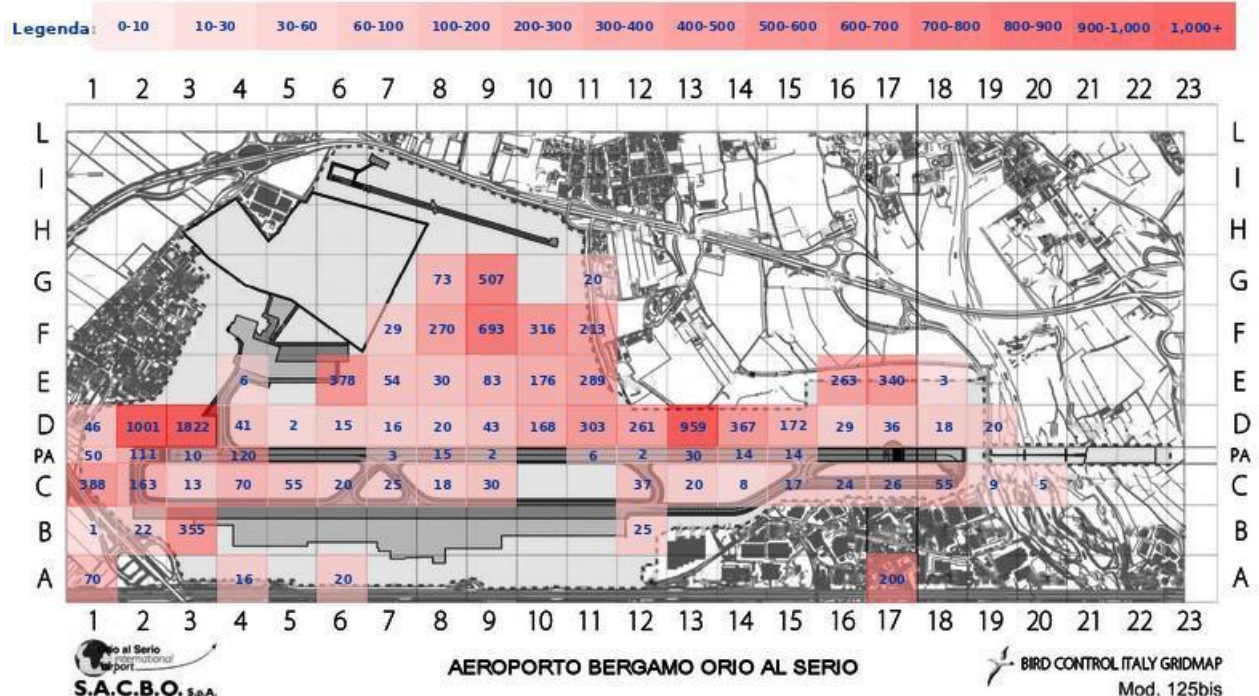 Legenda: 0-10 10-30 30-60 60-100 100-200 200-300 300-400 400-500 500-600 600-700 700-800 800-900 900-1,000 1,000+
1 2 3 4 5 6 7 8 9 10 11 12 13 14 15 16 17 18 19 20 21 22 23
L L
I I
H H
G 73 507 20 G
F 29 270 693 316 213 F
E 6 378 54 30 83 176 289 263 340 3 E
D 46 1001 1822 41 2 15 16 20 43 168 303 261 959 367 172 29 36 18 20 D
PA 50 111 10 120 3 15 2 6 2 30 14 14 PA
C 388 163 13 70 55 20 25 18 30 37 20 8 17 24 26 55 9 5 C
B 1 22 355 25 B
A 70 16 20 200 A
1 2 3 4 5 6 7 8 9 10 11 12 13 14 15 16 17 18 19 20 21 22 23
Orio al Serio
international
airport
S.A.C.B.O. S.p.A.
AEROPORTO BERGAMO ORIO AL SERIO
BIRD CONTROL ITALY GRIDMAP
Mod. 125bis